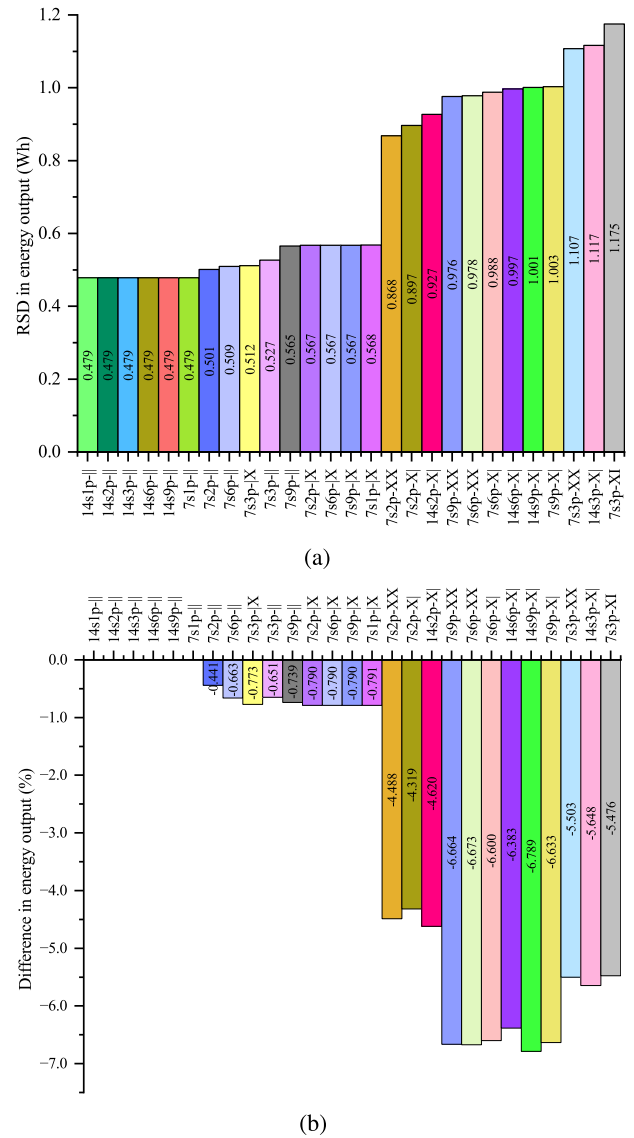 1.2
1.0
0.8
0.6
0.4
0.2
0.0
RSD in energy output (Wh)
0.479
0.479
0.479
0.479
0.479
0.479
0.501
0.509
0.512
0.527
0.565
0.567
0.567
0.567
0.568
0.868
0.897
0.927
0.976
0.978
0.988
0.997
1.001
1.003
1.107
1.117
1.175
14s1p-||
14s2p-||
14s3p-||
14s6p-||
14s9p-||
7s1p-||
7s2p-||
7s6p-||
7s3p-|X
7s3p-||
7s9p-||
7s2p-|X
7s6p-|X
7s9p-|X
7s1p-|X
7s2p-XX
7s2p-X|
14s2p-X|
7s9p-XX
7s6p-XX
7s6p-X|
14s6p-X|
14s9p-X|
7s9p-X|
7s3p-XX
14s3p-X|
7s3p-XI
(a)
14s1p-||
14s2p-||
14s3p-||
14s6p-||
14s9p-||
7s1p-||
7s2p-||
7s6p-||
7s3p-|X
7s3p-||
7s9p-||
7s2p-|X
7s6p-|X
7s9p-|X
7s1p-|X
7s2p-XX
7s2p-X|
14s2p-X|
7s9p-XX
7s6p-XX
7s6p-X|
14s6p-X|
14s9p-X|
7s9p-X|
7s3p-XX
14s3p-X|
7s3p-XI
0.0
−1.0
−2.0
−3.0
−4.0
−5.0
−6.0
−7.0
Difference in energy output (%)
-0.441
-0.663
-0.773
-0.651
-0.739
-0.790
-0.790
-0.790
-0.791
-4.488
-4.319
-4.620
-6.664
-6.673
-6.600
-6.383
-6.789
-6.633
-5.503
-5.648
-5.476
(b)